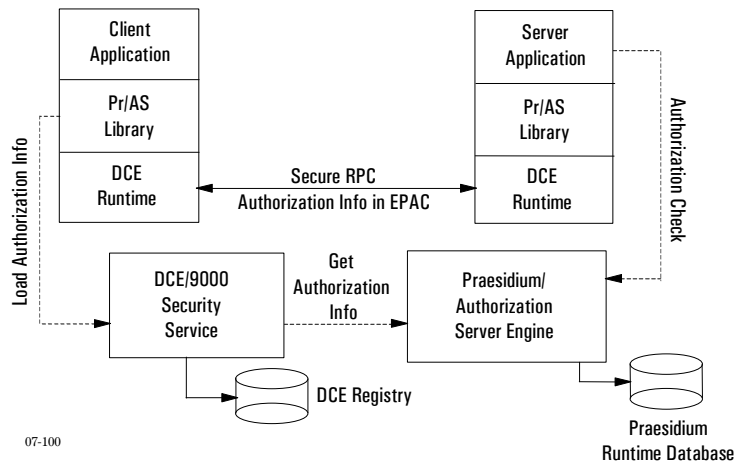 Client
Application
Pr/AS
Library
DCE
Runtime
Server
Application
Pr/AS
Library
DCE
Runtime
Secure RPC
Authorization Info in EPAC
Load Authorization Info
Authorization Check
DCE/9000
Security
Service
Get
Authorization
Info
Praesidium/
Authorization
Server Engine
DCE Registry
Praesidium
Runtime Database
07-100